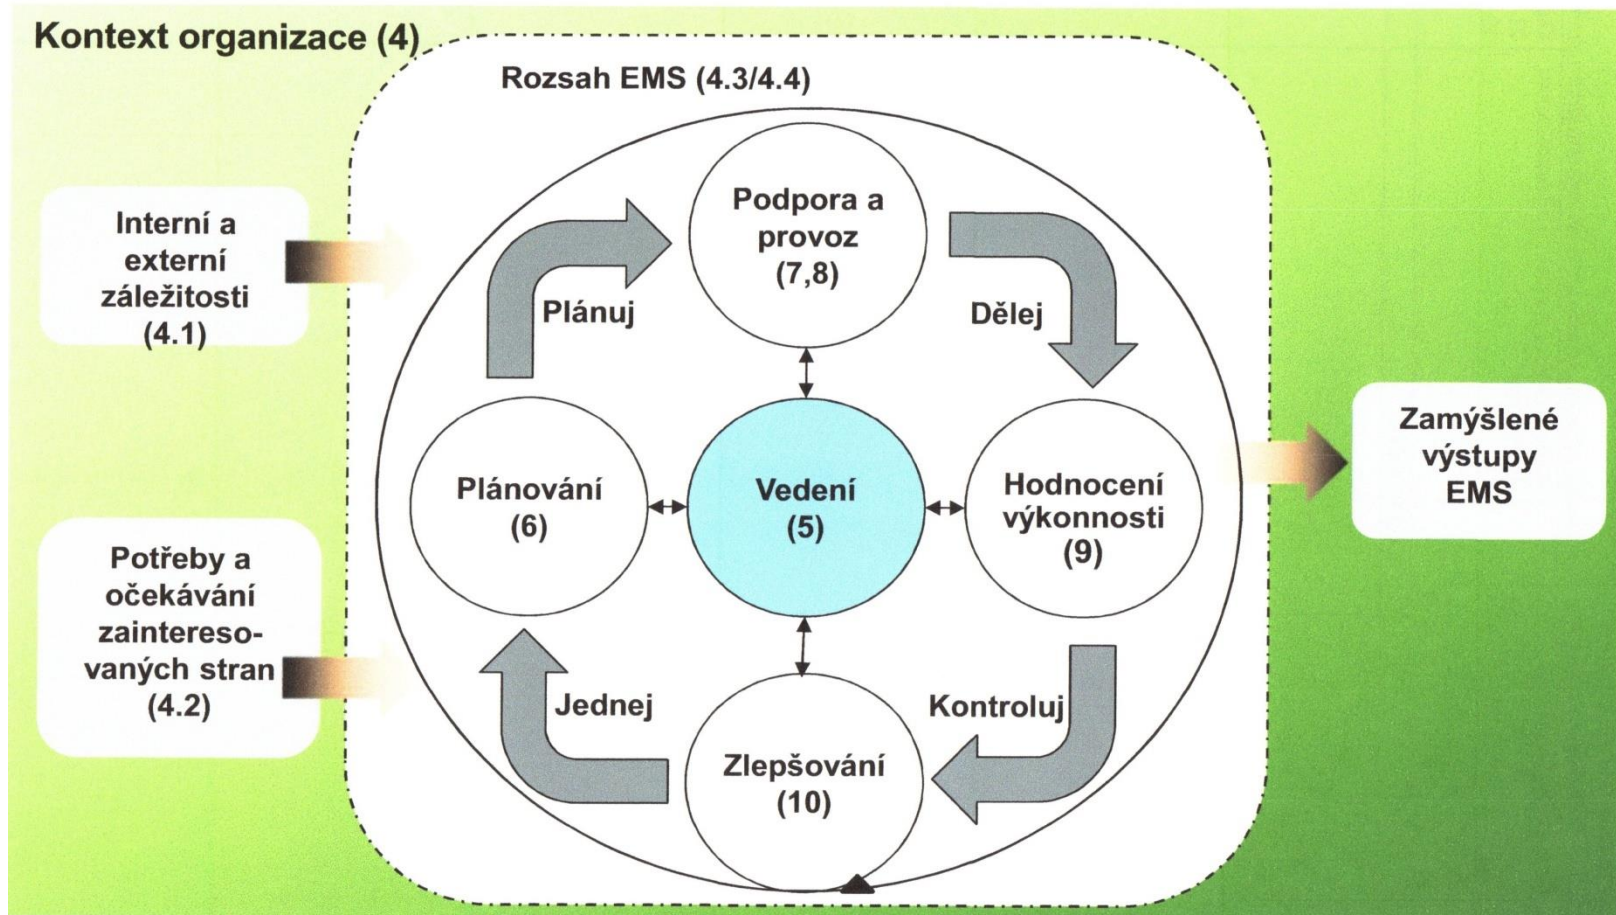 Kontext organizace (4)
Rozsah EMS (4.3/4.4)
Interní a
externí
záležitosti
(4.1)
Potřeby a
očekávání
zaintereso-
vaných stran
(4.2)
Podpora a
provoz
(7,8)
Plánuj
Dělej
Plánování
(6)
Vedení
(5)
Hodnocení
výkonnosti
(9)
Jednej
Kontroluj
Zlepšování
(10)
Zamýšlené
výstupy
EMS